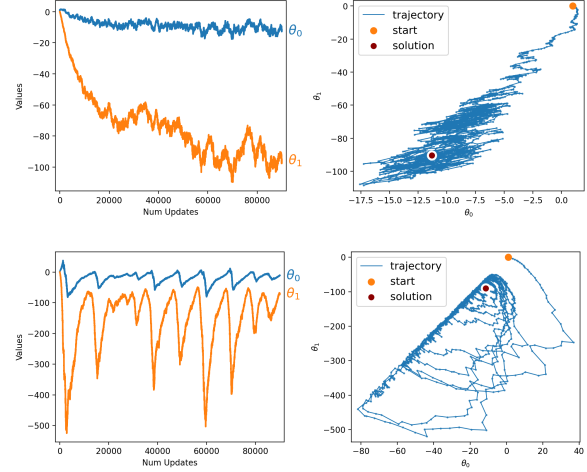 0
−20
−40
−60
−80
−100
Values
0
20000
40000
60000
80000
Num Updates
θ0
θ1
0
−20
−40
−60
−80
−100
θ1
trajectory
start
solution
−17.5
−15.0
−12.5
−10.0
−7.5
−5.0
−2.5
0.0
θ0
0
−100
−200
−300
−400
−500
Values
0
20000
40000
60000
80000
Num Updates
θ0
θ1
0
−100
−200
−300
−400
−500
θ1
trajectory
start
solution
−80
−60
−40
−20
0
20
40
θ0